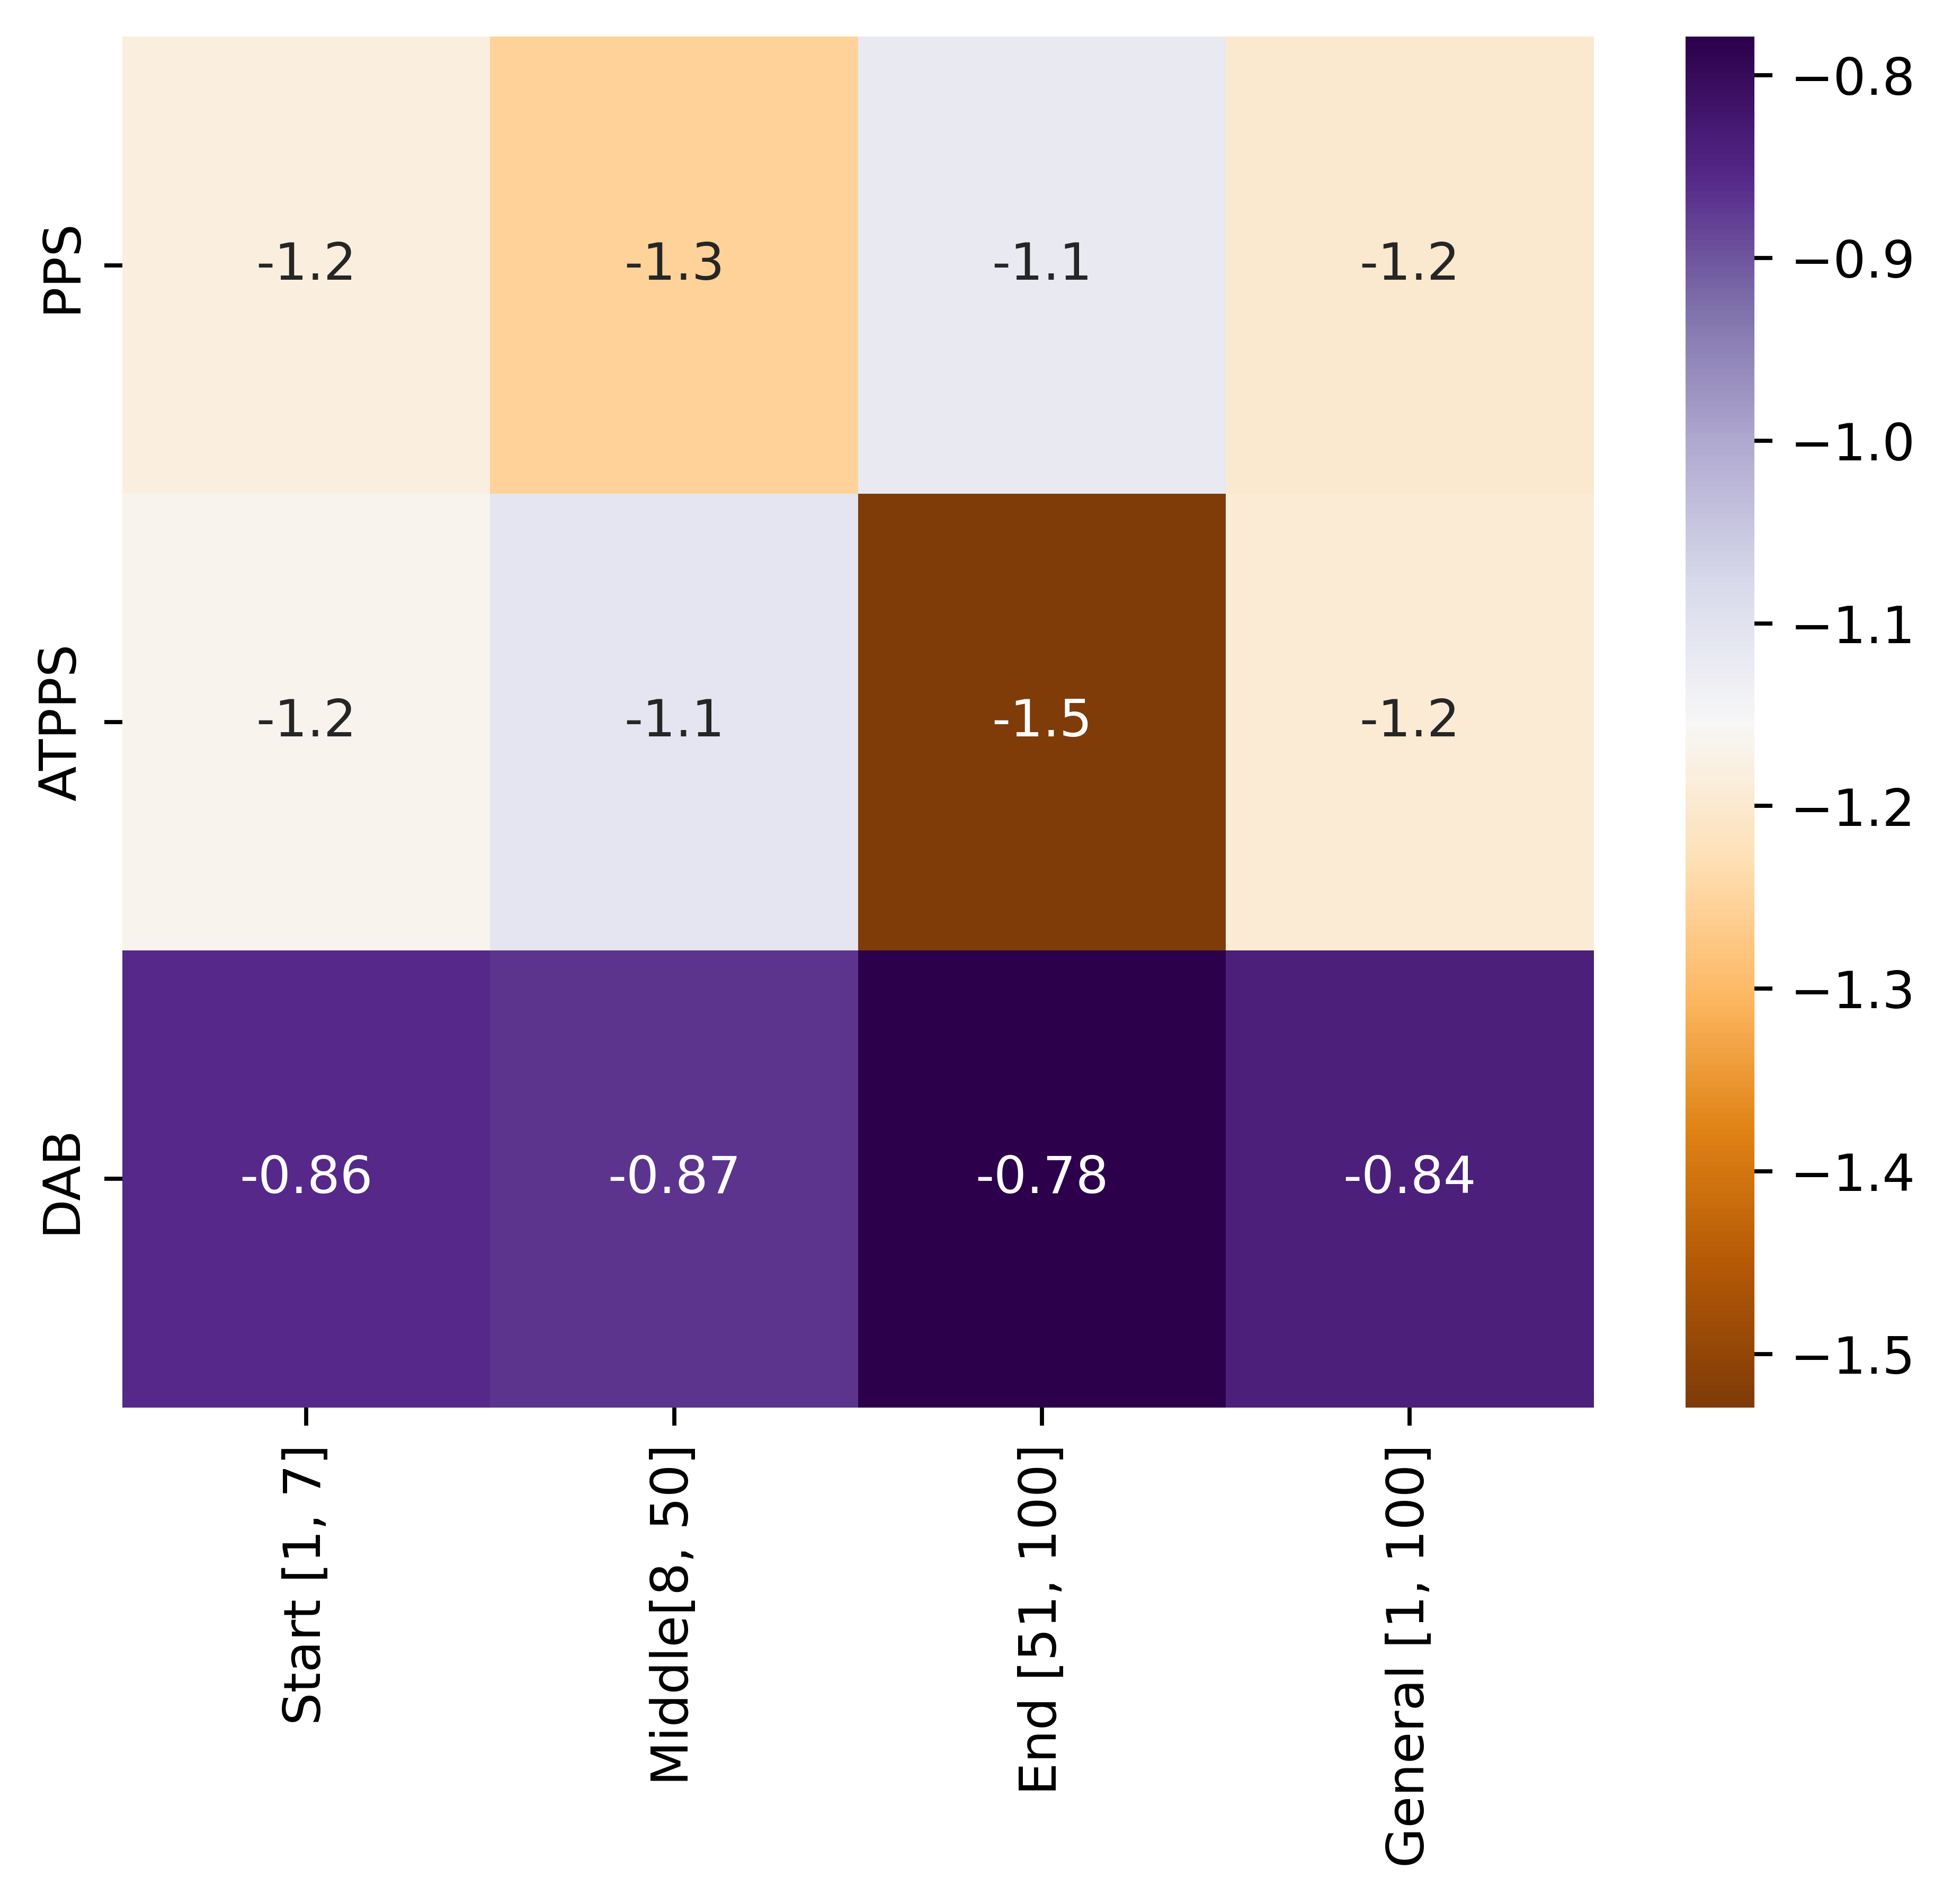 PPS
-1.2 -1.3 -1.1 -1.2
ATPPS
-1.2 -1.1 -1.5 -1.2
DAB
-0.86 -0.87 -0.78 -0.84
Start [1, 7]
Middle[8, 50]
End [51, 100]
General [1, 100]
−0.8
−0.9
−1.0
−1.1
−1.2
−1.3
−1.4
−1.5